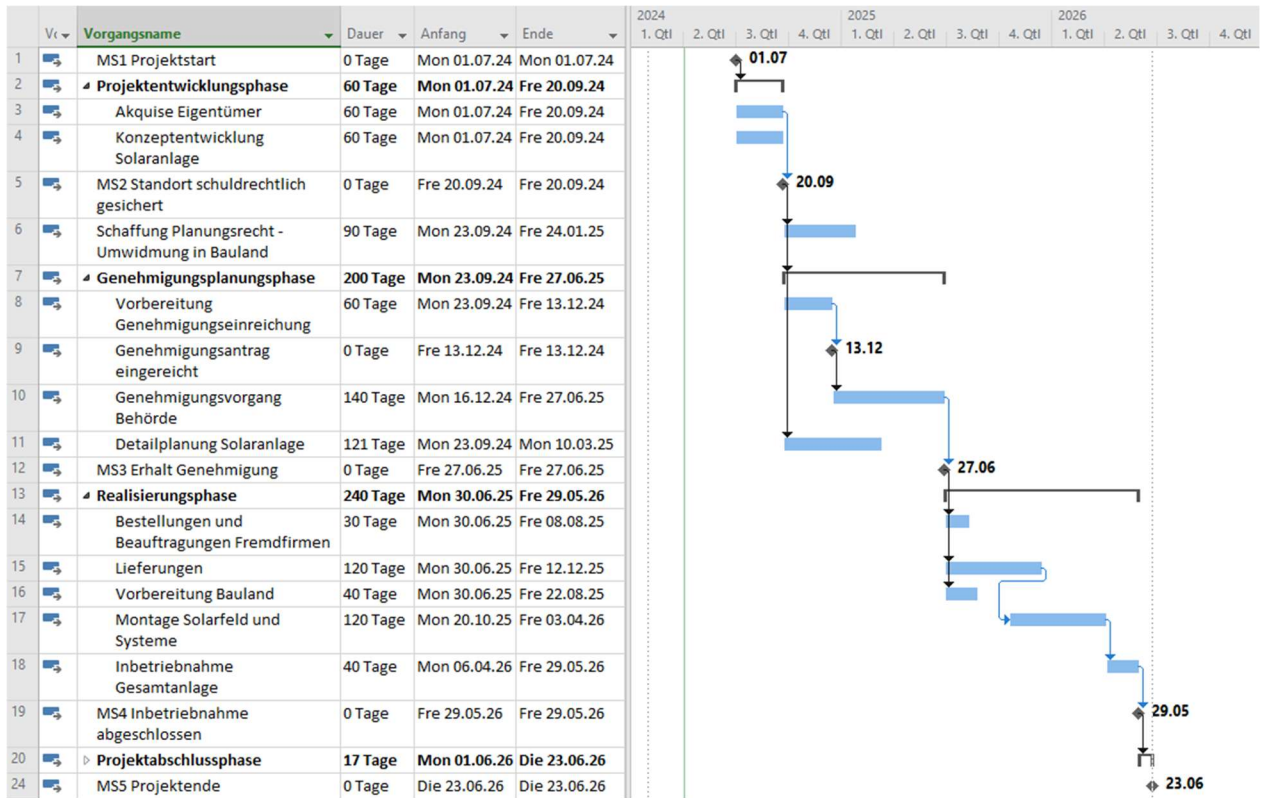 2024 2025 2026
Vc Vorgangsname Dauer Anfang Ende 1. Qtl 2. Qtl 3. Qtl 4. Qtl 1. Qtl 2. Qtl 3. Qtl 4. Qtl 1. Qtl 2. Qtl 3. Qtl 4. Qtl
1 MS1 Projektstart 0 Tage Mon 01.07.24 Mon 01.07.24 01.07
2 Projektentwicklungsphase 60 Tage Mon 01.07.24 Fre 20.09.24
3 Akquise Eigentümer 60 Tage Mon 01.07.24 Fre 20.09.24
4 Konzeptentwicklung 60 Tage Mon 01.07.24 Fre 20.09.24
Solaranlage
5 MS2 Standort schuldrechtlich 0 Tage Fre 20.09.24 Fre 20.09.24 20.09
gesichert
6 Schaffung Planungsrecht - 90 Tage Mon 23.09.24 Fre 24.01.25
Umwidmung in Bauland
7 Genehmigungsplanungsphase 200 Tage Mon 23.09.24 Fre 27.06.25
8 Vorbereitung 60 Tage Mon 23.09.24 Fre 13.12.24
Genehmigungseinreichung
9 Genehmigungsantrag 0 Tage Fre 13.12.24 Fre 13.12.24 13.12
eingereicht
10 Genehmigungsvorgang 140 Tage Mon 16.12.24 Fre 27.06.25
Behörde
11 Detailplanung Solaranlage 121 Tage Mon 23.09.24 Mon 10.03.25
12 MS3 Erhalt Genehmigung 0 Tage Fre 27.06.25 Fre 27.06.25 27.06
13 Realisierungsphase 240 Tage Mon 30.06.25 Fre 29.05.26
14 Bestellungen und 30 Tage Mon 30.06.25 Fre 08.08.25
Beauftragungen Fremdfirmen
15 Lieferungen 120 Tage Mon 30.06.25 Fre 12.12.25
16 Vorbereitung Bauland 40 Tage Mon 30.06.25 Fre 22.08.25
17 Montage Solarfeld und 120 Tage Mon 20.10.25 Fre 03.04.26
Systeme
18 Inbetriebnahme 40 Tage Mon 06.04.26 Fre 29.05.26
Gesamtanlage
19 MS4 Inbetriebnahme 0 Tage Fre 29.05.26 Fre 29.05.26 29.05
abgeschlossen
20 Projektabschlussphase 17 Tage Mon 01.06.26 Die 23.06.26
24 MS5 Projektende 0 Tage Die 23.06.26 Die 23.06.26 23.06